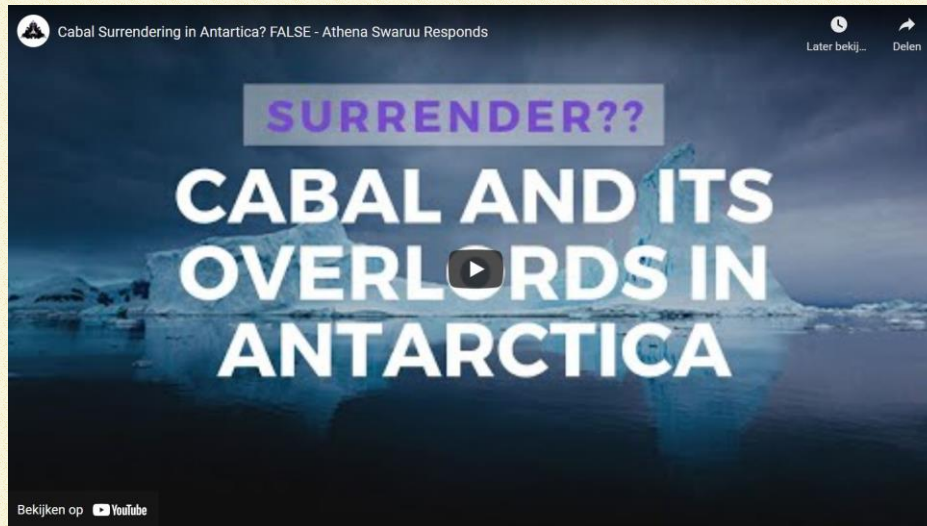 Cabal Surrendering in Antartica? FALSE - Athena Swaruu Responds
Later bekij...
Delen
SURRENDER??
CABAL AND ITS
OVERLORDS IN
ANTARCTICA
Bekijken op YouTube